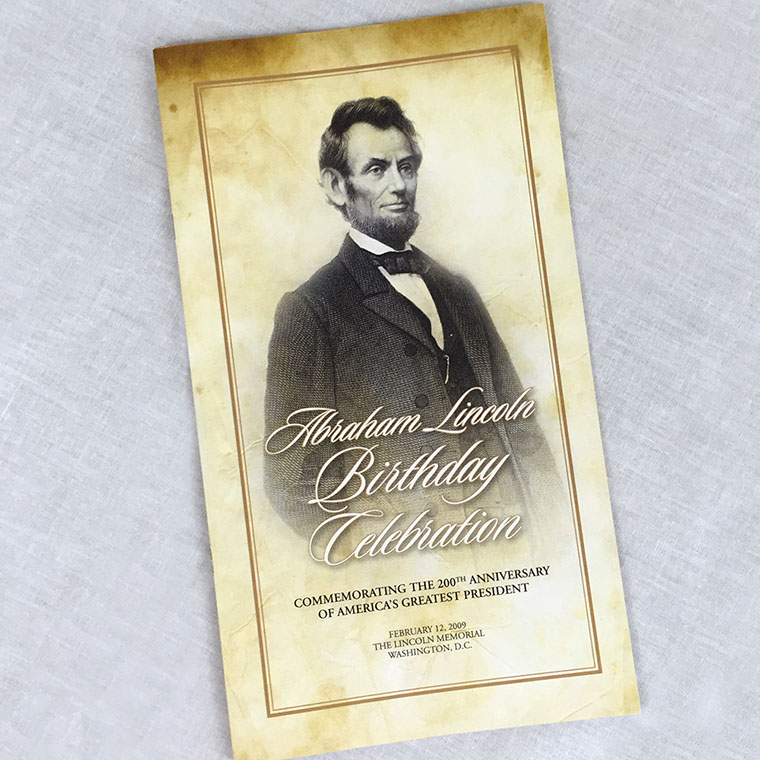 Abraham Lincoln
Birthday
Celebration
COMMEMORATING THE 200TH ANNIVERSARY
OF AMERICA'S GREATEST PRESIDENT
FEBRUARY 12, 2009
THE LINCOLN MEMORIAL
WASHINGTON, D.C.